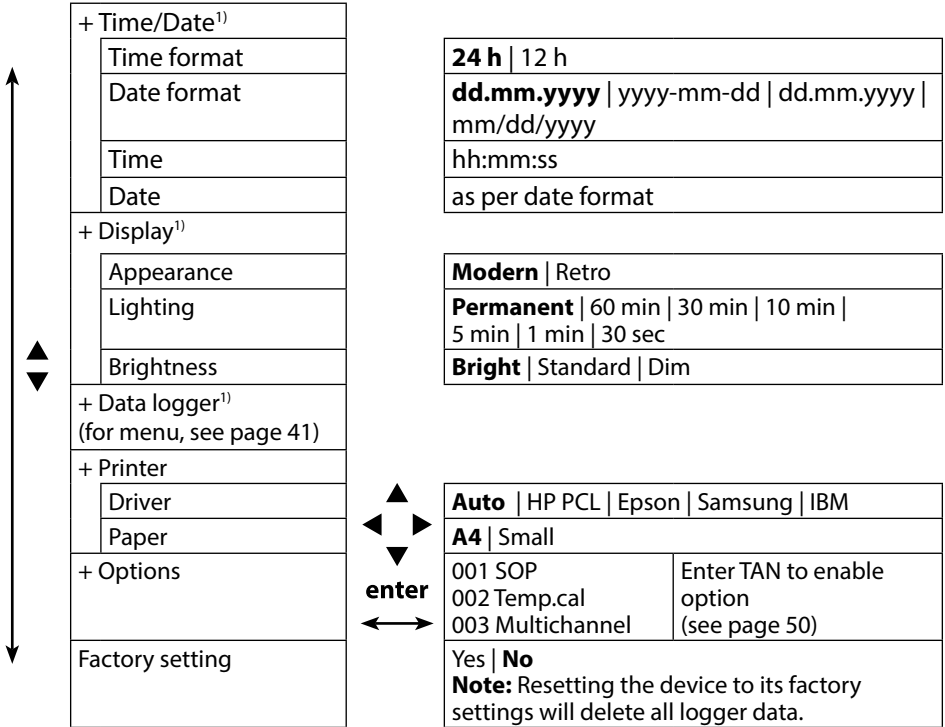 + Time/Date1)
Time format
24 h | 12 h
Date format
dd.mm.yyyy | yyyy-mm-dd | dd.mm.yyyy |
mm/dd/yyyy
Time
hh:mm:ss
Date
as per date format
+ Display1)
Appearance
Modern | Retro
Lighting
Permanent | 60 min | 30 min | 10 min |
5 min | 1 min | 30 sec
Brightness
Bright | Standard | Dim
+ Data logger1)
(for menu, see page 41)
+ Printer
Driver
Auto | HP PCL | Epson | Samsung | IBM
Paper
A4 | Small
+ Options
enter
001 SOP
002 Temp.cal
003 Multichannel
Enter TAN to enable
option
(see page 50)
Factory setting
Yes | No
Note: Resetting the device to its factory
settings will delete all logger data.